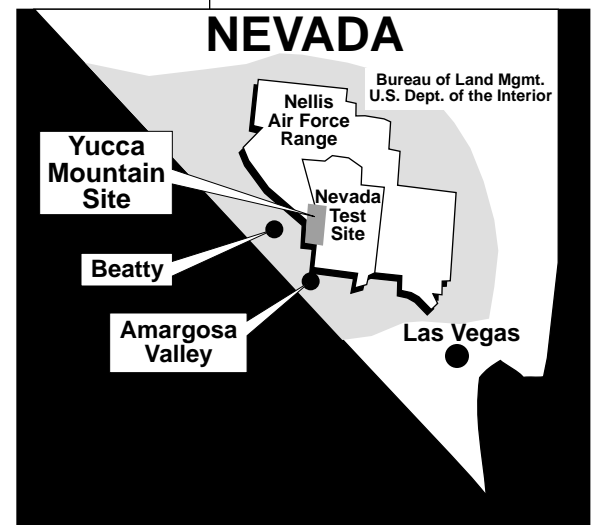 NEVADA
Bureau of Land Mgmt.
U.S. Dept. of the Interior
Nellis
Air Force
Range
Yucca
Mountain
Site
Nevada
Test
Site
Beatty
Amargosa
Valley
Las Vegas